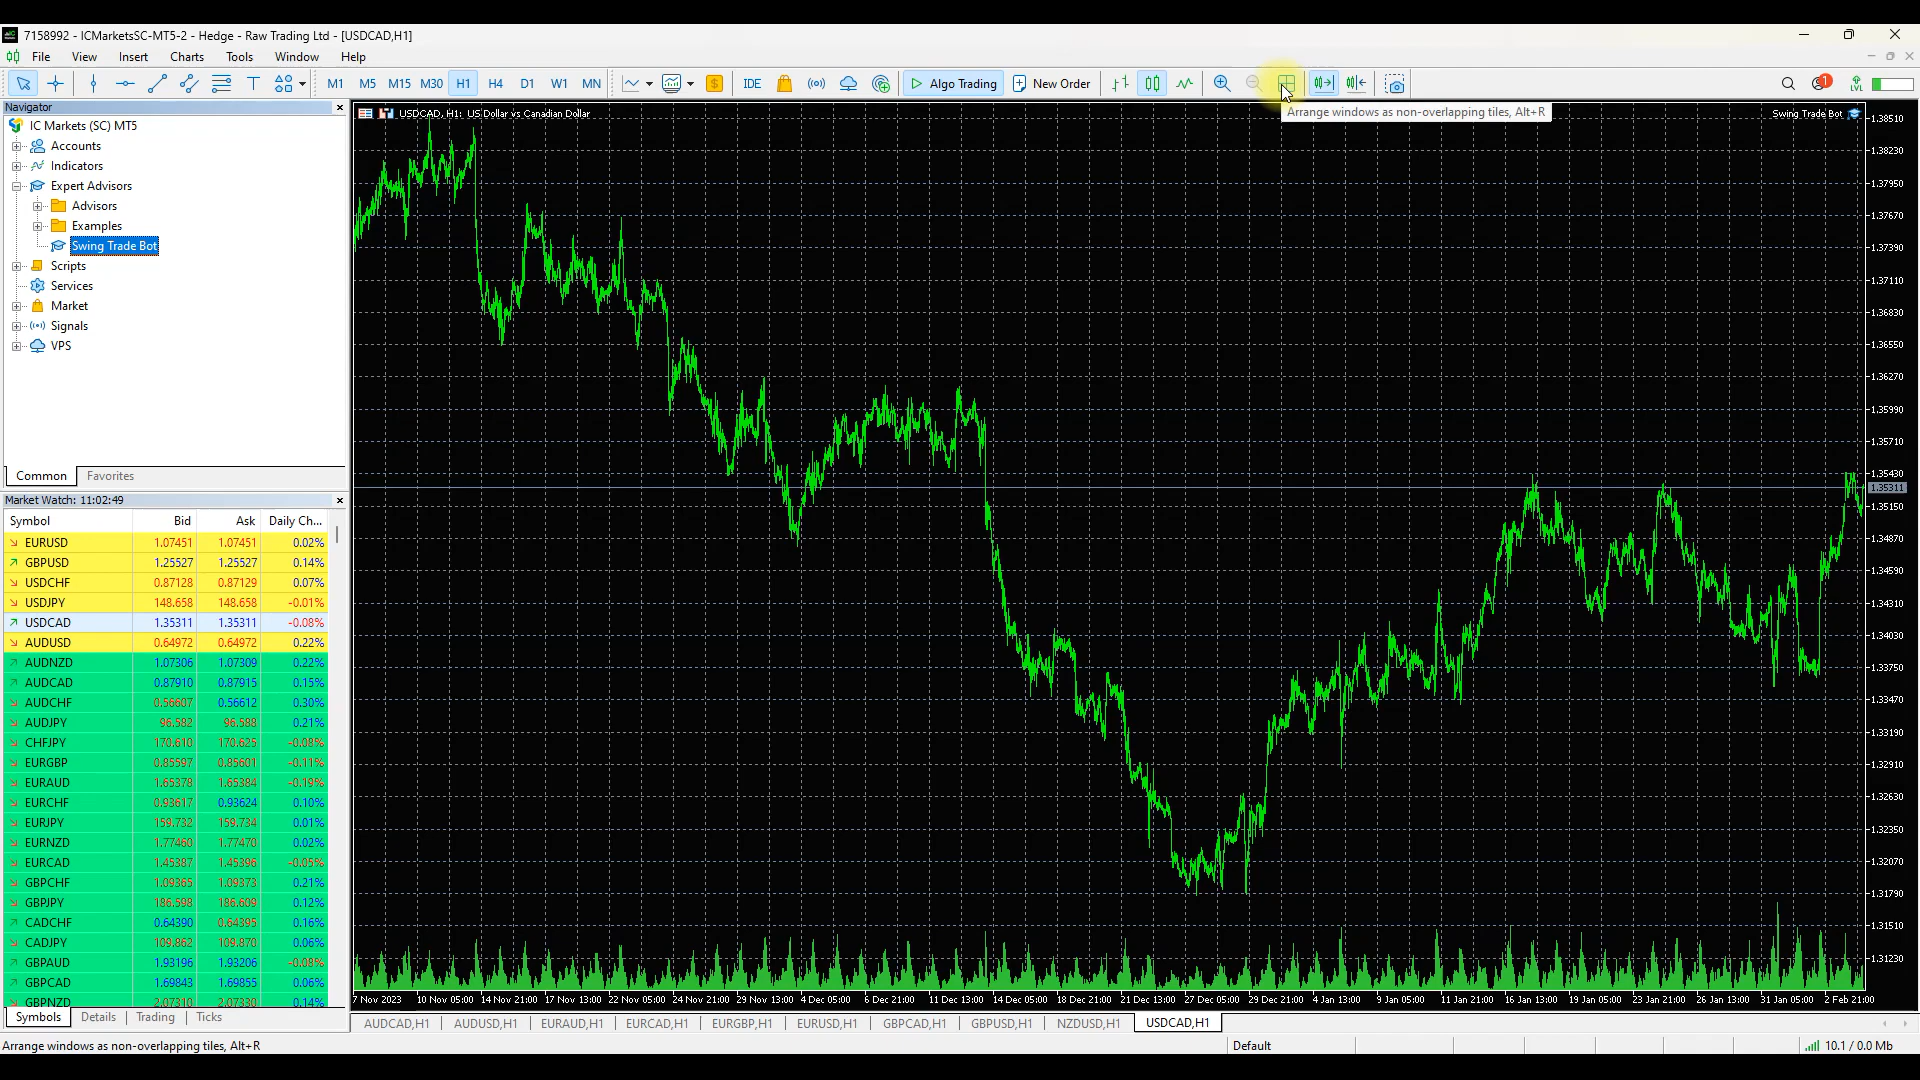 7158992 - ICMarketsSC-MT5-2 - Hedge - Raw Trading Ltd - [USDCAD,H1]
File View Insert Charts Tools Window Help
M1 M5 M15 M30 H1 H4 D1 W1 MN IDE Algo Trading New Order 1 LVL
Arrange windows as non-overlapping tiles, Alt+R
Navigator
IC Markets (SC) MT5
Accounts
Indicators
Expert Advisors
Advisors
Examples
Swing Trade Bot
Scripts
Services
Market
Signals
VPS
Common Favorites
Market Watch: 11:02:49
Symbol Bid Ask Daily Ch...
EURUSD 1.07451 1.07451 0.02%
GBPUSD 1.25527 1.25527 0.14%
USDCHF 0.87128 0.87129 0.07%
USDJPY 148.658 148.658 -0.01%
USDCAD 1.35311 1.35311 -0.08%
AUDUSD 0.64972 0.64972 0.22%
AUDNZD 1.07306 1.07309 0.22%
AUDCAD 0.87910 0.87915 0.15%
AUDCHF 0.56607 0.56612 0.30%
AUDJPY 96.582 96.588 0.21%
CHFJPY 170.610 170.625 -0.08%
EURGBP 0.85597 0.85601 -0.11%
EURAUD 1.65378 1.65384 -0.19%
EURCHF 0.93617 0.93624 0.10%
EURJPY 159.732 159.734 0.01%
EURNZD 1.77460 1.77470 0.02%
EURCAD 1.45387 1.45396 -0.05%
GBPCHF 1.09365 1.09373 0.21%
GBPJPY 186.598 186.609 0.12%
CADCHF 0.64390 0.64395 0.16%
CADJPY 109.862 109.870 0.06%
GBPAUD 1.93196 1.93206 -0.08%
GBPCAD 1.69843 1.69855 0.06%
GBPNZD 2.07310 2.07330 0.14%
Symbols Details Trading Ticks
USDCAD, H1: US Dollar vs Canadian Dollar
Swing Trade Bot
1.38510
1.38230
1.37950
1.37670
1.37390
1.37110
1.36830
1.36550
1.36270
1.35990
1.35710
1.35430
1.35311
1.35150
1.34870
1.34590
1.34310
1.34030
1.33750
1.33470
1.33190
1.32910
1.32630
1.32350
1.32070
1.31790
1.31510
1.31230
7 Nov 2023 10 Nov 05:00 14 Nov 21:00 17 Nov 13:00 22 Nov 05:00 24 Nov 21:00 29 Nov 13:00 4 Dec 05:00 6 Dec 21:00 11 Dec 13:00 14 Dec 05:00 18 Dec 21:00 21 Dec 13:00 27 Dec 05:00 29 Dec 21:00 4 Jan 13:00 9 Jan 05:00 11 Jan 21:00 16 Jan 13:00 19 Jan 05:00 23 Jan 21:00 26 Jan 13:00 31 Jan 05:00 2 Feb 21:00
AUDCAD,H1 AUDUSD,H1 EURAUD,H1 EURCAD,H1 EURGBP,H1 EURUSD,H1 GBPCAD,H1 GBPUSD,H1 NZDUSD,H1 USDCAD,H1
Arrange windows as non-overlapping tiles, Alt+R
Default
10.1 / 0.0 Mb